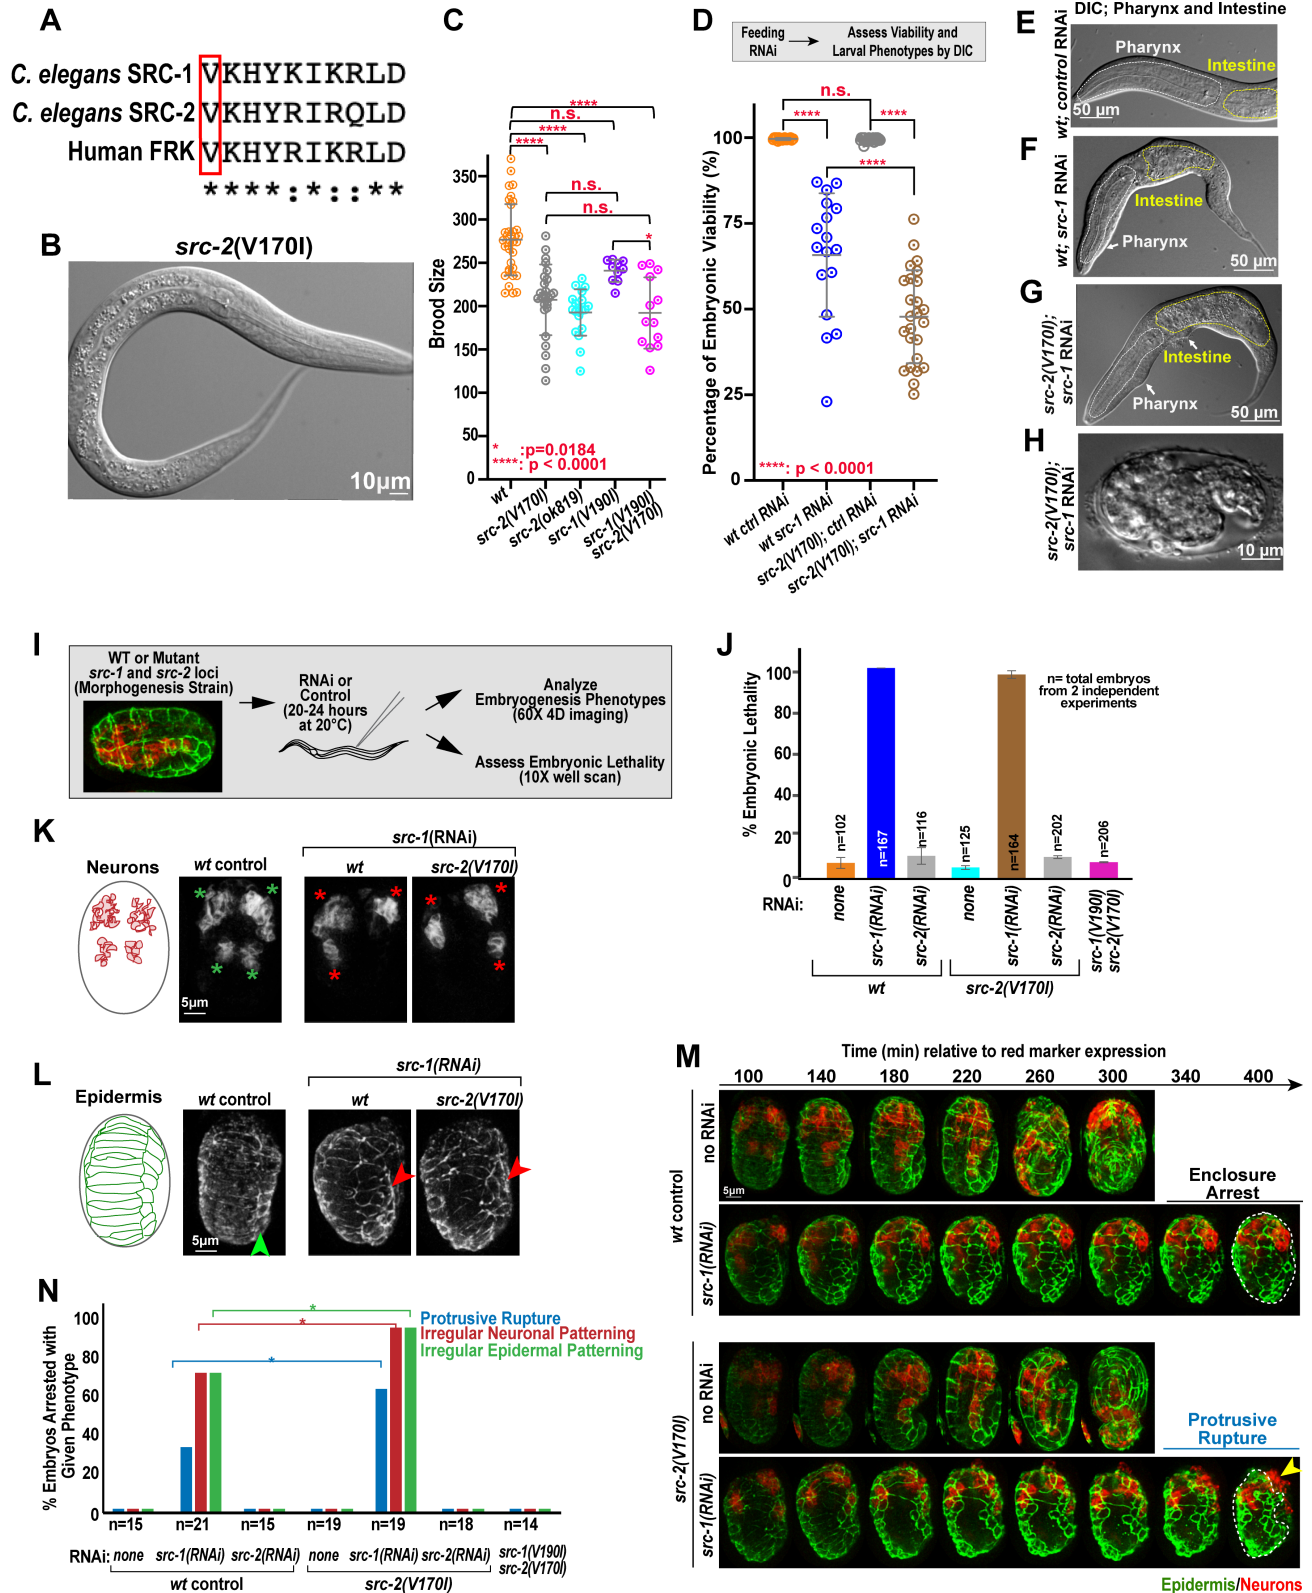 A
C. elegans SRC-1 VKHYKIKRLD
C. elegans SRC-2 VKHYRIRQLD
Human FRK VKHYRIKRLD
****:*::**
B
src-2(V170I)
10µm
C
****
n.s.
****
****
n.s.
n.s.
*
Brood Size
350
300
250
200
150
100
50
0
* :p=0.0184
****: p < 0.0001
wt
src-2(V170I)
src-2(ok819)
src-1(V190I)
src-1(V190I)
src-2(V170I)
D
Feeding
RNAi
Assess Viability and
Larval Phenotypes by DIC
n.s.
****
****
****
Percentage of Embryonic Viability (%)
100
75
50
25
0
****: p < 0.0001
wt ctrl RNAi
wt src-1 RNAi
src-2(V170I); ctrl RNAi
src-2(V170I); src-1 RNAi
DIC; Pharynx and Intestine
E
wt; control RNAi
Pharynx
Intestine
50 µm
F
wt; src-1 RNAi
Intestine
Pharynx
50 µm
G
src-2(V170I);
src-1 RNAi
Intestine
Pharynx
50 µm
H
src-2(V170I);
src-1 RNAi
10 µm
I
WT or Mutant
src-1 and src-2 loci
(Morphogenesis Strain)
RNAi or
Control
(20-24 hours
at 20°C)
Analyze
Embryogenesis Phenotypes
(60X 4D imaging)
Assess Embryonic Lethality
(10X well scan)
J
% Embryonic Lethality
100
80
60
40
20
0
n= total embryos
from 2 independent
experiments
n=102
n=167
n=116
n=125
n=164
n=202
n=206
RNAi:
none
src-1(RNAi)
src-2(RNAi)
none
src-1(RNAi)
src-2(RNAi)
src-1(V190I)
src-2(V170I)
wt
src-2(V170I)
K
src-1(RNAi)
Neurons
wt control
wt
src-2(V170I)
* * * *
* * *
* * *
5µm
L
src-1(RNAi)
Epidermis
wt control
wt
src-2(V170I)
5µm
M
Time (min) relative to red marker expression
100 140 180 220 260 300 340 400
wt control
no RNAi
5µm
Enclosure
Arrest
src-1(RNAi)
src-2(V170I)
no RNAi
Protrusive
Rupture
src-1(RNAi)
Epidermis/Neurons
N
% Embryos Arrested with
Given Phenotype
100
80
60
40
20
0
*
*
*
Protrusive Rupture
Irregular Neuronal Patterning
Irregular Epidermal Patterning
n=15 n=21 n=15 n=19 n=19 n=18 n=14
RNAi: none src-1(RNAi) src-2(RNAi) none src-1(RNAi) src-2(RNAi) src-1(V190I)
src-2(V170I)
wt control
src-2(V170I)